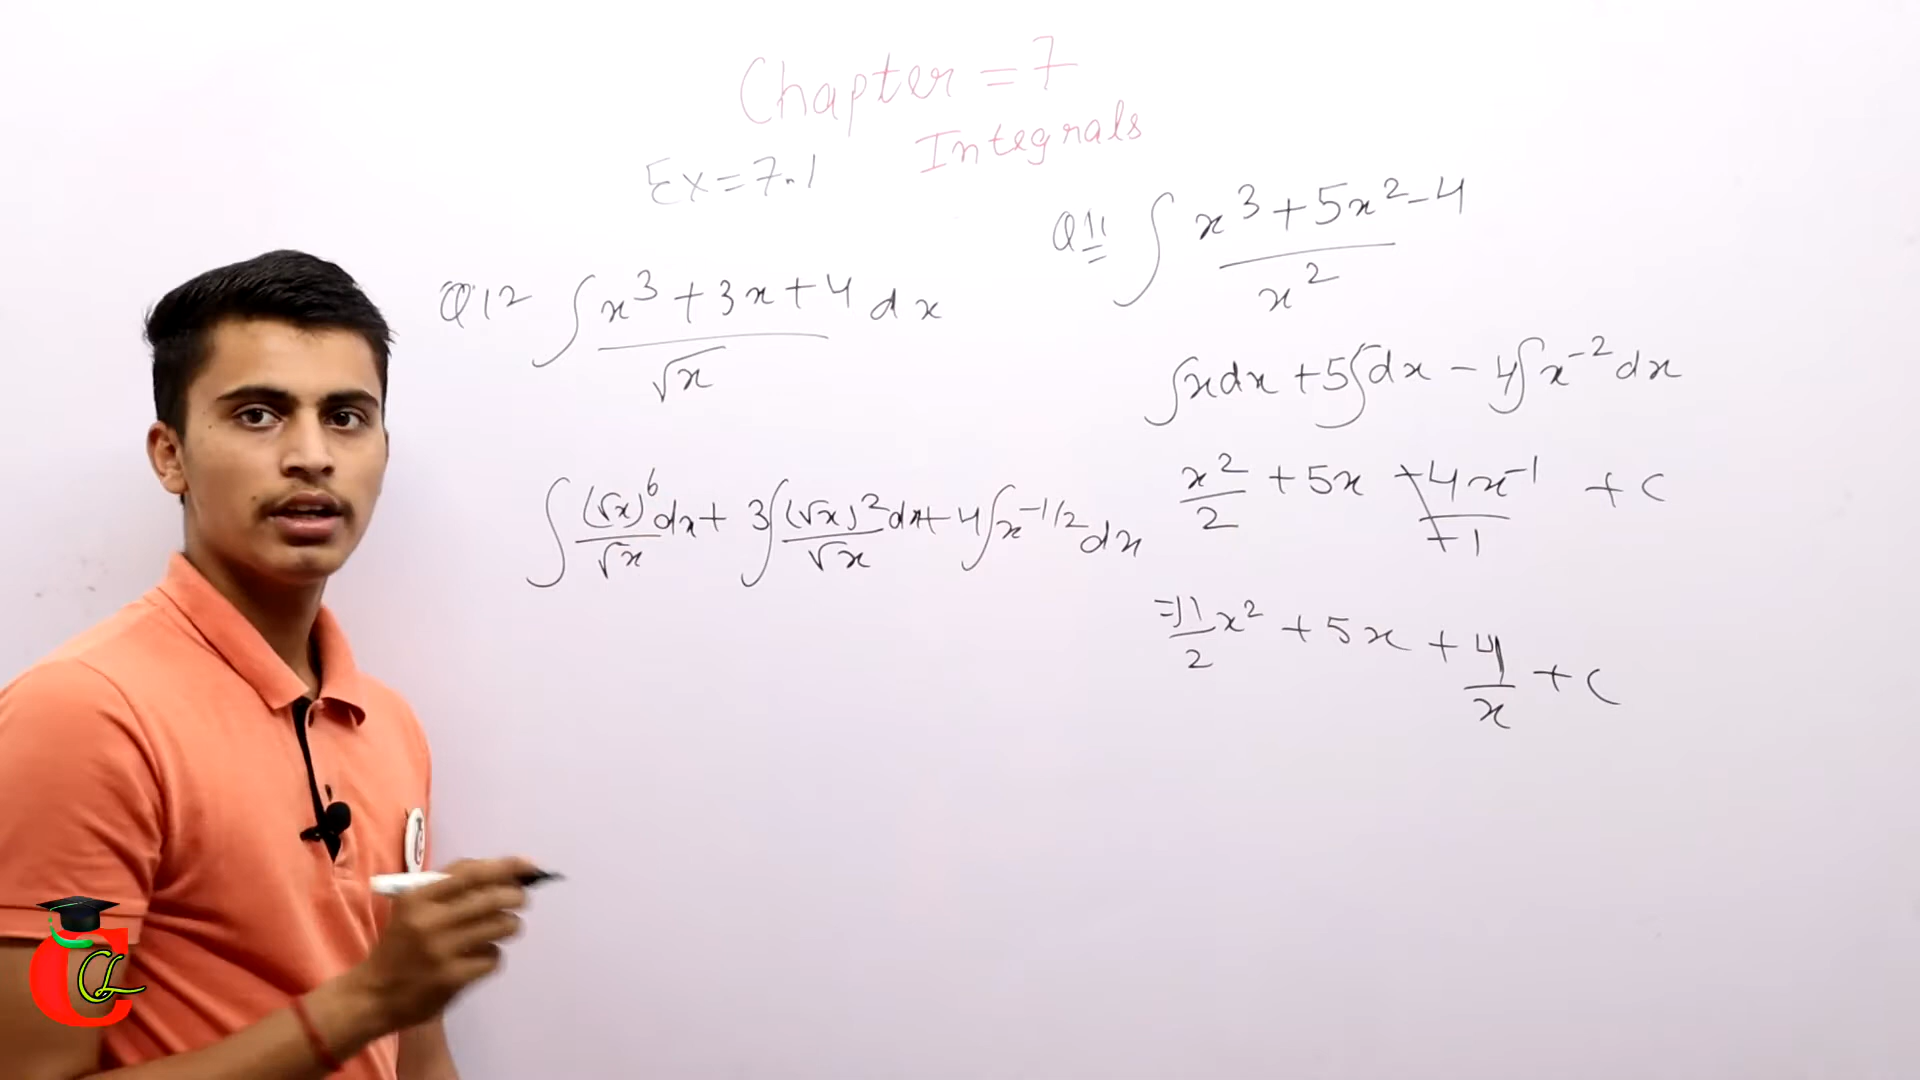 Chapter = 7
Integrals
Ex = 7.1
Q12 ∫ (x³ + 3x + 4)/√x dx
∫ (√x)⁶/√x dx + 3∫ (√x)²/√x dx + 4∫ x^(-1/2) dx
Q11 ∫ (x³ + 5x² - 4)/x²
∫ x dx + 5∫ dx - 4∫ x⁻² dx
x²/2 + 5x + 4x⁻¹/+1 + c
= 1/2 x² + 5x + 4/x + c
CL